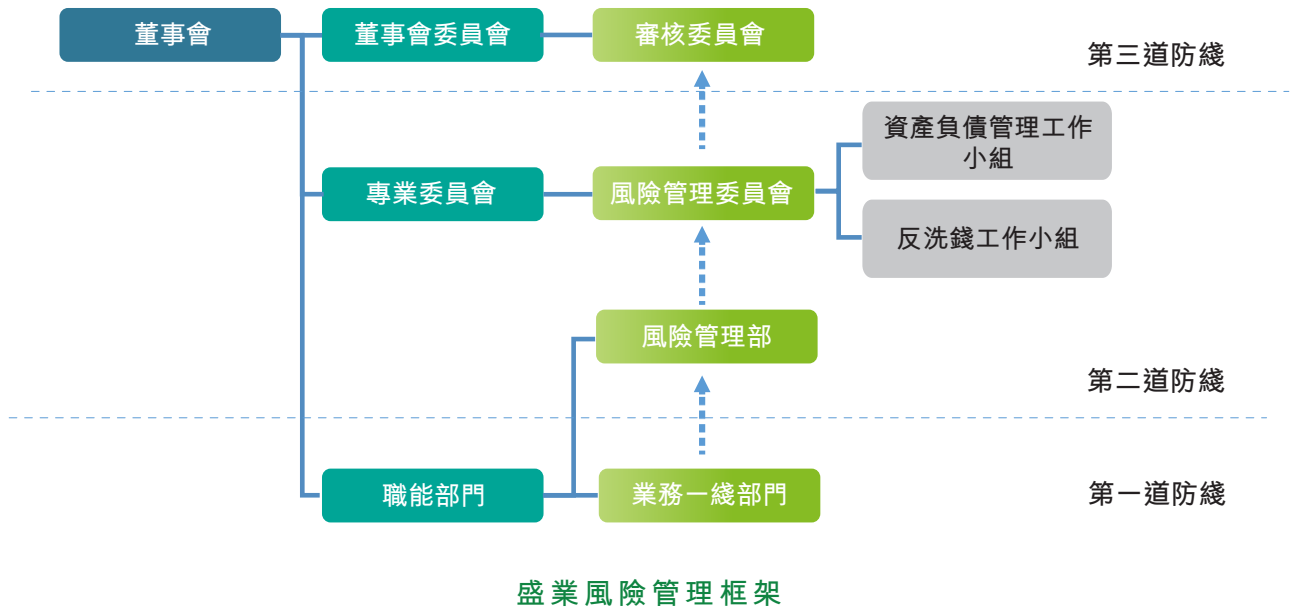 董事會
董事會委員會
審核委員會
第三道防綫
資產負債管理工作
小組
專業委員會
風險管理委員會
反洗錢工作小組
風險管理部
第二道防綫
職能部門
業務一綫部門
第一道防綫
盛業風險管理框架